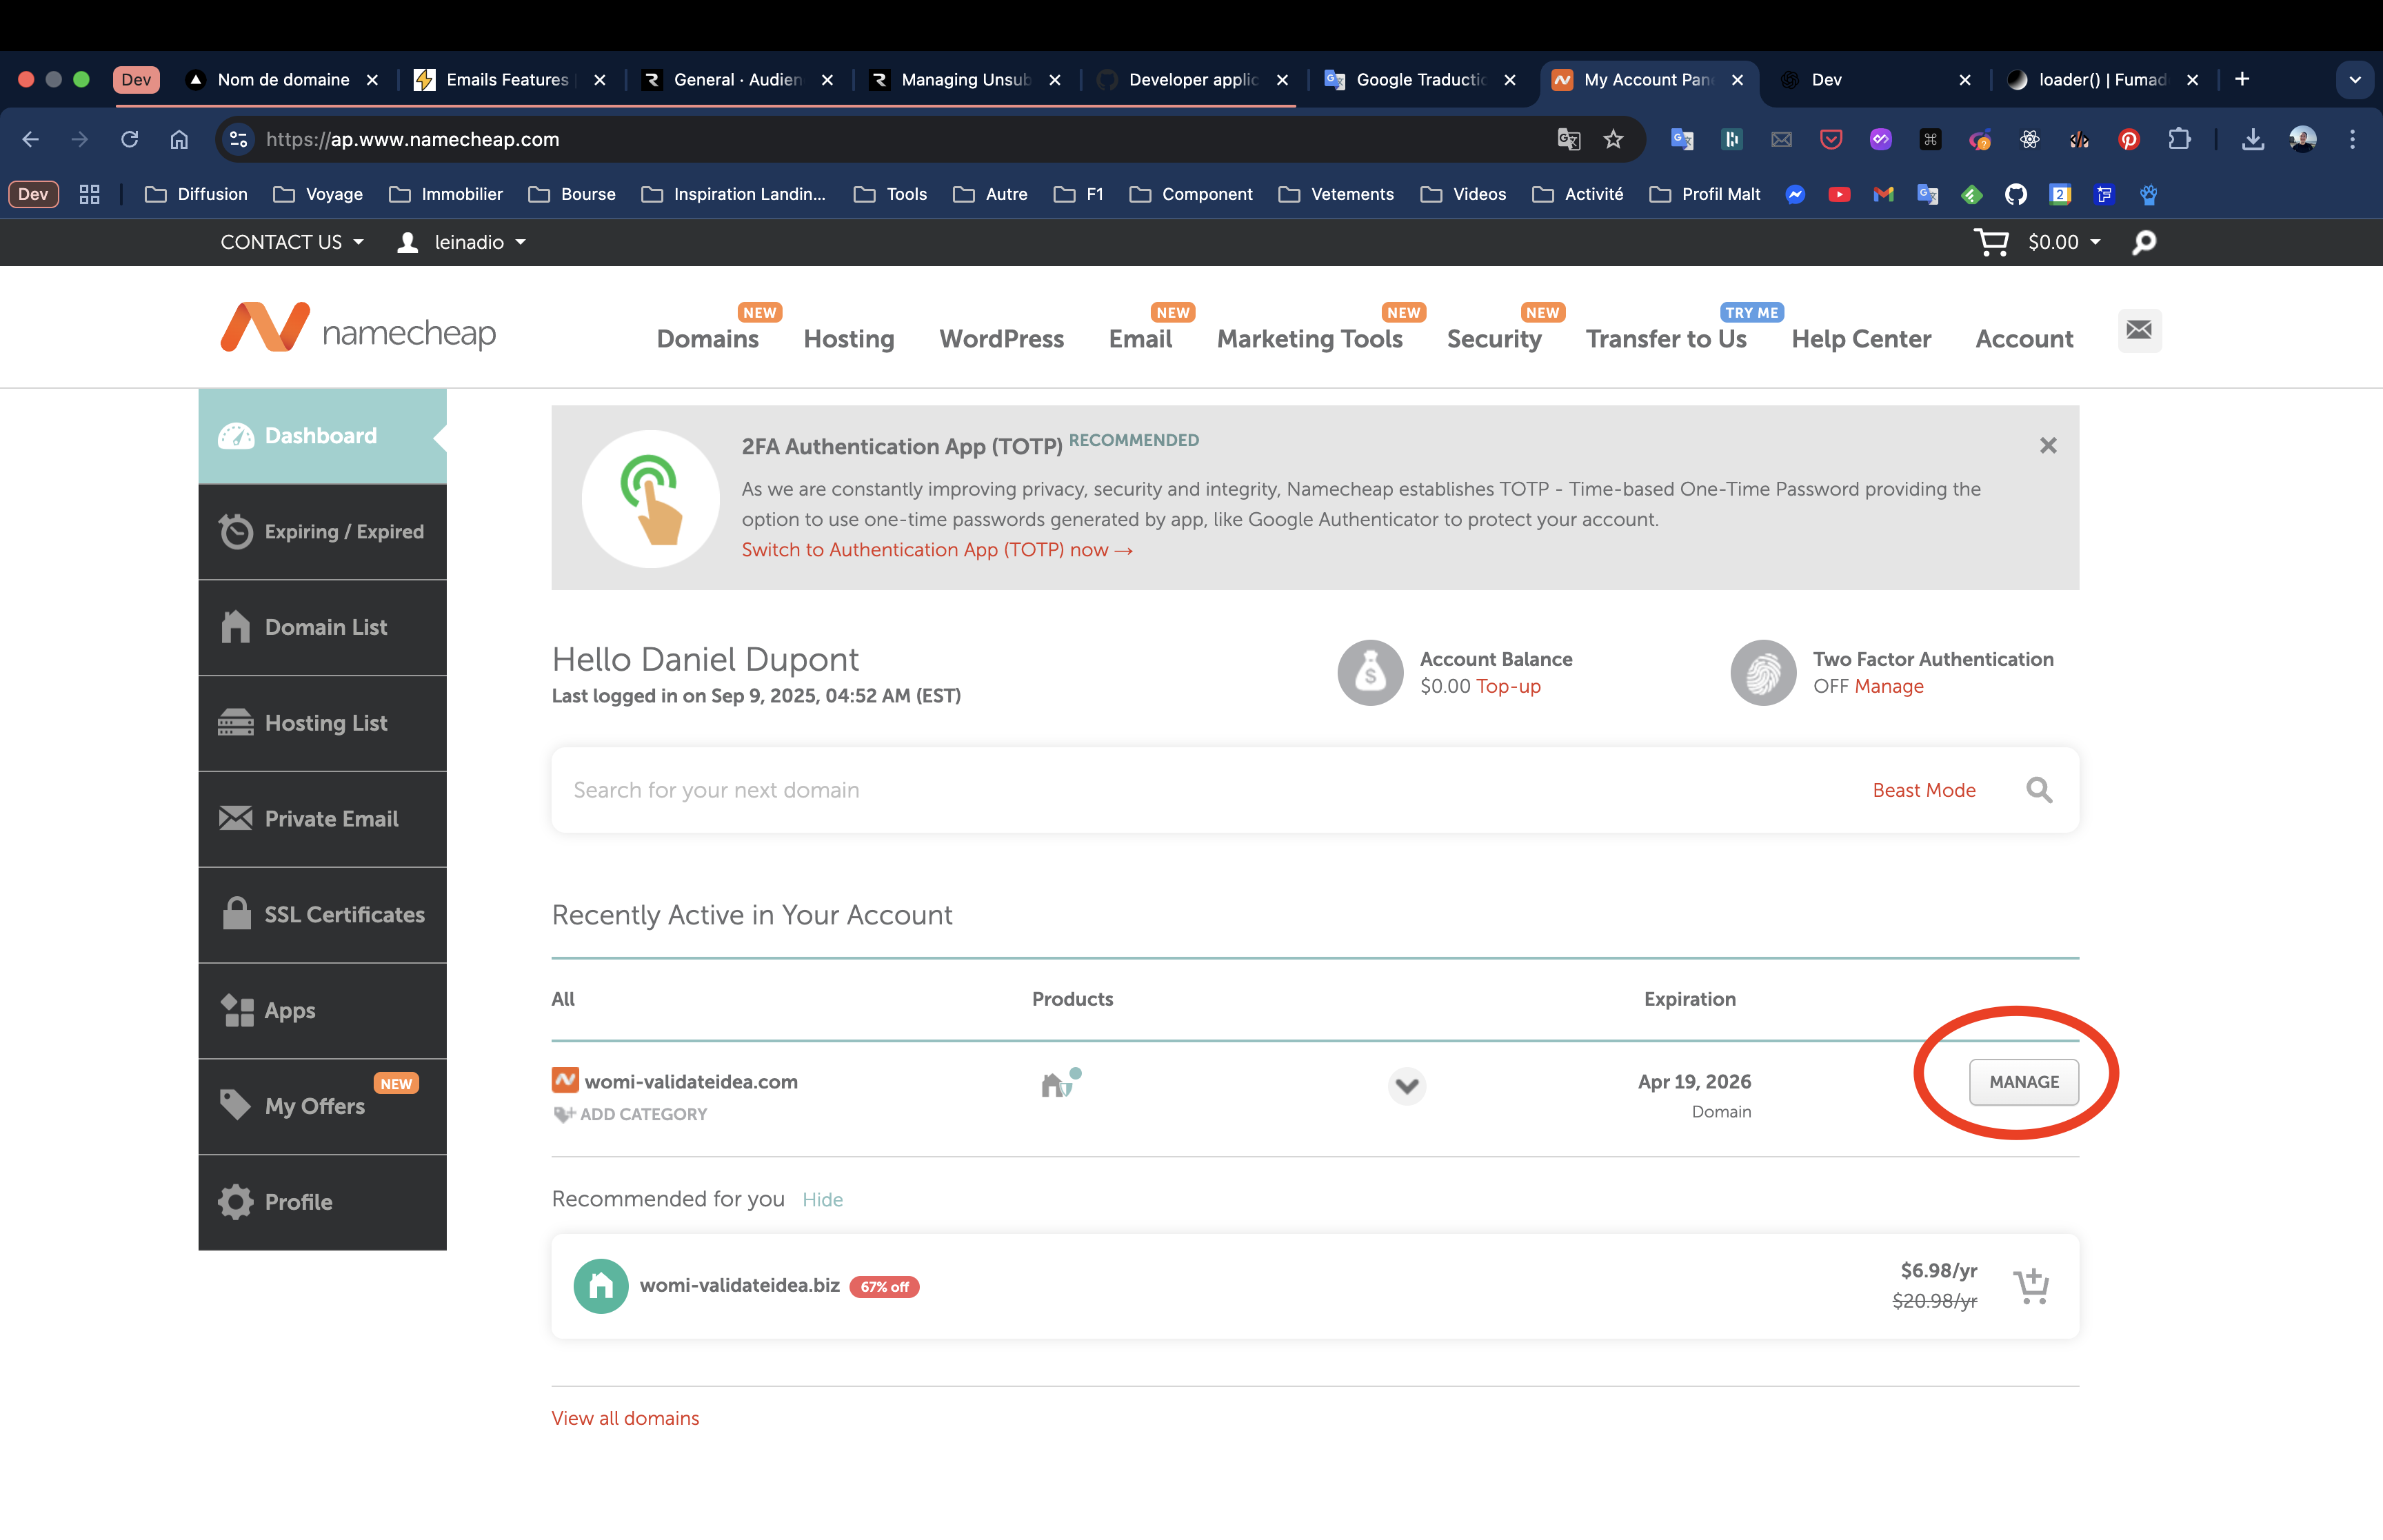 Dev
Nom de domaine
Emails Features
General · Audien
Managing Unsub
Developer applic
Google Traductio
My Account Pan
Dev
loader() | Fumad
https://ap.www.namecheap.com
Dev
Diffusion
Voyage
Immobilier
Bourse
Inspiration Landin...
Tools
Autre
F1
Component
Vetements
Videos
Activité
Profil Malt
2
CONTACT US
leinadio
$0.00
namecheap
NEW
NEW
NEW
NEW
TRY ME
Domains
Hosting
WordPress
Email
Marketing Tools
Security
Transfer to Us
Help Center
Account
Dashboard
Expiring / Expired
Domain List
Hosting List
Private Email
SSL Certificates
Apps
NEW
My Offers
Profile
2FA Authentication App (TOTP) RECOMMENDED
As we are constantly improving privacy, security and integrity, Namecheap establishes TOTP - Time-based One-Time Password providing the
option to use one-time passwords generated by app, like Google Authenticator to protect your account.
Switch to Authentication App (TOTP) now →
Hello Daniel Dupont
Last logged in on Sep 9, 2025, 04:52 AM (EST)
Account Balance
$0.00 Top-up
Two Factor Authentication
OFF Manage
Search for your next domain
Beast Mode
Recently Active in Your Account
All
Products
Expiration
womi-validateidea.com
ADD CATEGORY
Apr 19, 2026
Domain
MANAGE
Recommended for you Hide
womi-validateidea.biz 67% off
$6.98/yr
$20.98/yr
View all domains